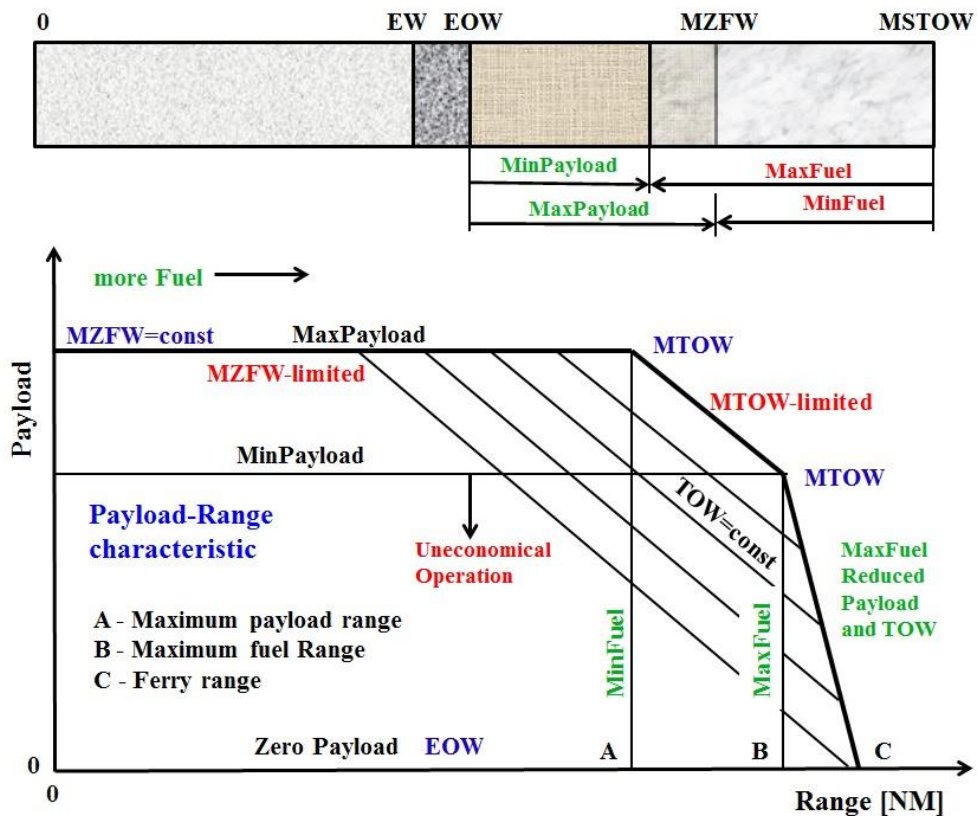 0 EW EOW MZFW MSTOW
MinPayload MaxFuel
MaxPayload MinFuel
more Fuel
MZFW=const MaxPayload MTOW
MZFW-limited MTOW-limited
Payload
MinPayload MTOW
TOW=const
Payload-Range
characteristic
Uneconomical
Operation
MaxFuel
Reduced
Payload
and TOW
A - Maximum payload range
B - Maximum fuel Range
C - Ferry range
MinFuel
MaxFuel
Zero Payload EOW A B C
0
0
Range [NM]